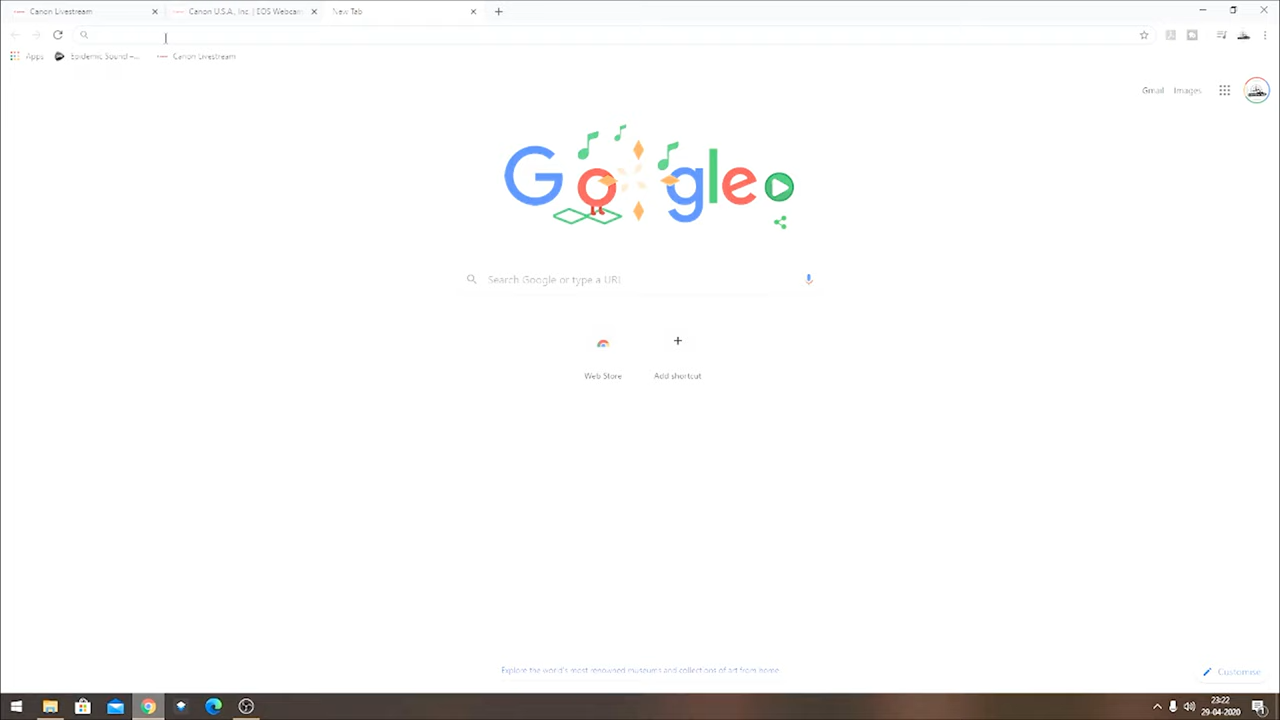 Canon Livestream
Canon U.S.A., Inc. | EOS Webcam
New Tab
Apps
Epidemic Sound –...
Canon Livestream
Gmail
Images
Google
Search Google or type a URL
Web Store
Add shortcut
Explore the world's most renowned museums and collections of art from home
Customise
23:22
29-04-2020